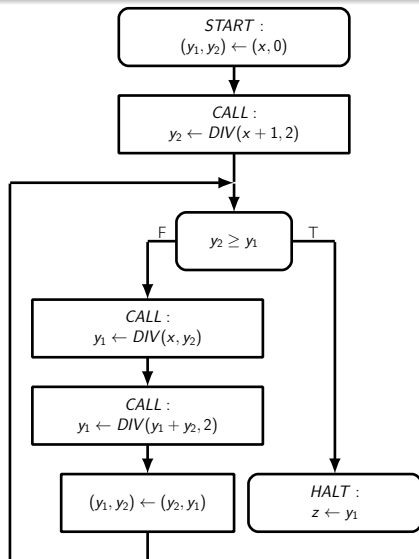 START :
(y₁, y₂) ← (x, 0)
CALL :
y₂ ← DIV(x + 1, 2)
y₂ ≥ y₁
F
T
CALL :
y₁ ← DIV(x, y₂)
CALL :
y₁ ← DIV(y₁ + y₂, 2)
(y₁, y₂) ← (y₂, y₁)
HALT :
z ← y₁